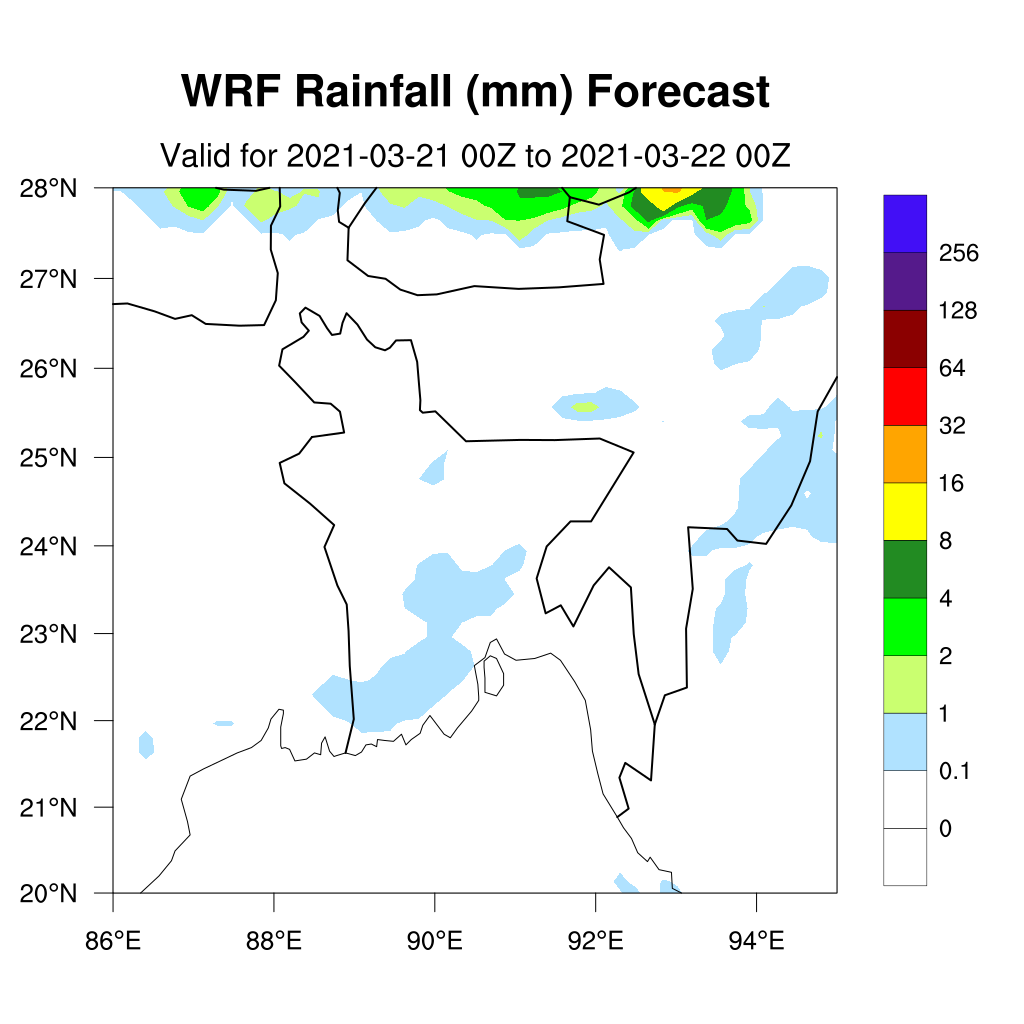 WRF Rainfall (mm) Forecast
Valid for 2021-03-21 00Z to 2021-03-22 00Z
28°N
27°N
26°N
25°N
24°N
23°N
22°N
21°N
20°N
86°E
88°E
90°E
92°E
94°E
256
128
64
32
16
8
4
2
1
0.1
0